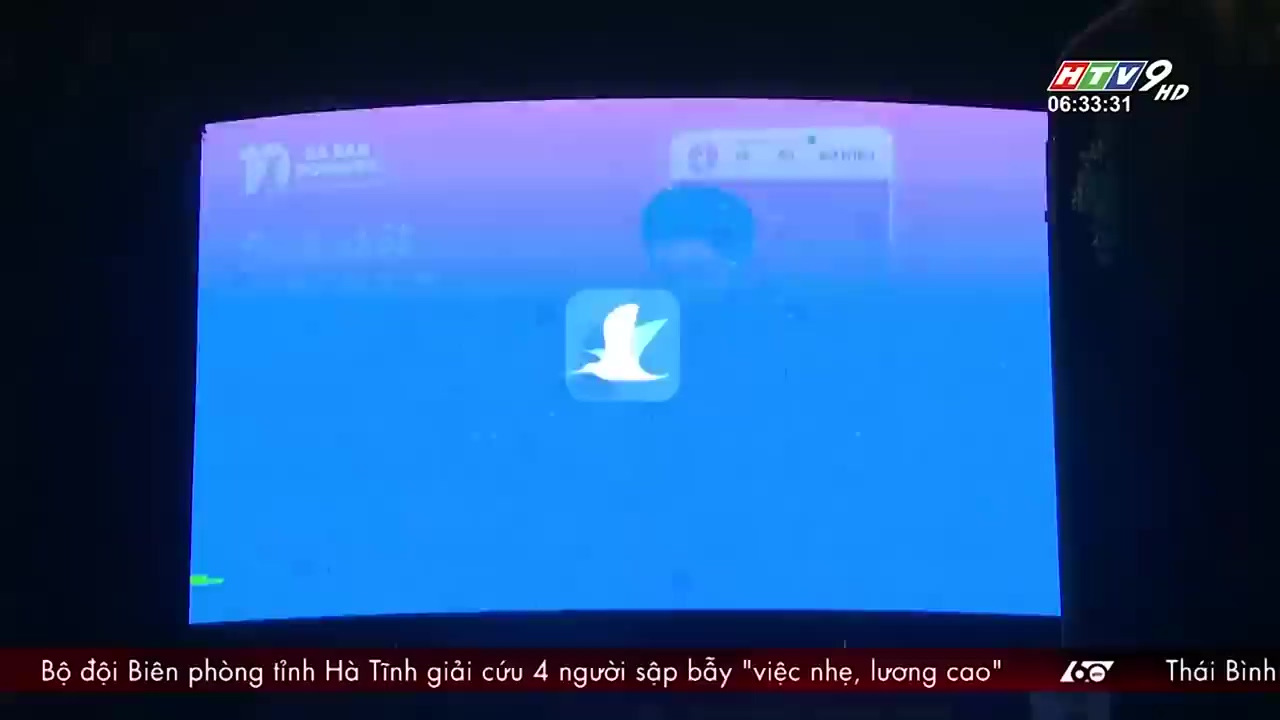 HTV9 HD
06:33:31
Bộ đội Biên phòng tỉnh Hà Tĩnh giải cứu 4 người sập bẫy "việc nhẹ, lương cao" 60 Thái Bình